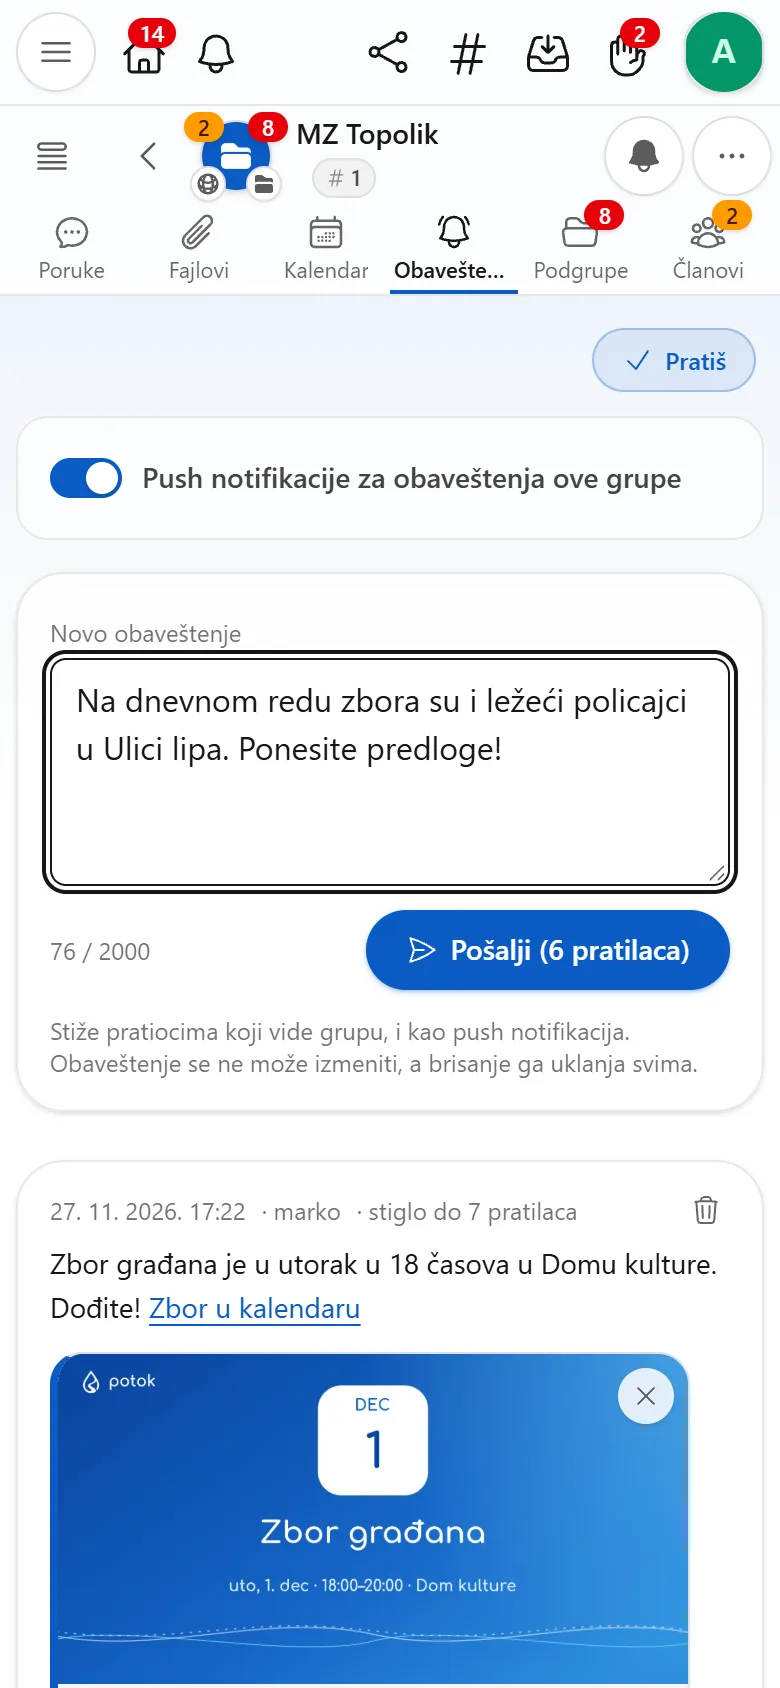 14
2
A
2
8
MZ Topolik
# 1
8
2
Poruke
Fajlovi
Kalendar
Obavešte...
Podgrupe
Članovi
Pratiš
Push notifikacije za obaveštenja ove grupe
Novo obaveštenje
Na dnevnom redu zbora su i ležeći policajci
u Ulici lipa. Ponesite predloge!
76 / 2000
Pošalji (6 pratilaca)
Stiže pratiocima koji vide grupu, i kao push notifikacija.
Obaveštenje se ne može izmeniti, a brisanje ga uklanja svima.
27. 11. 2026. 17:22 · marko · stiglo do 7 pratilaca
Zbor građana je u utorak u 18 časova u Domu kulture.
Dođite! Zbor u kalendaru
potok
DEC
1
Zbor građana
uto, 1. dec · 18:00–20:00 · Dom kulture